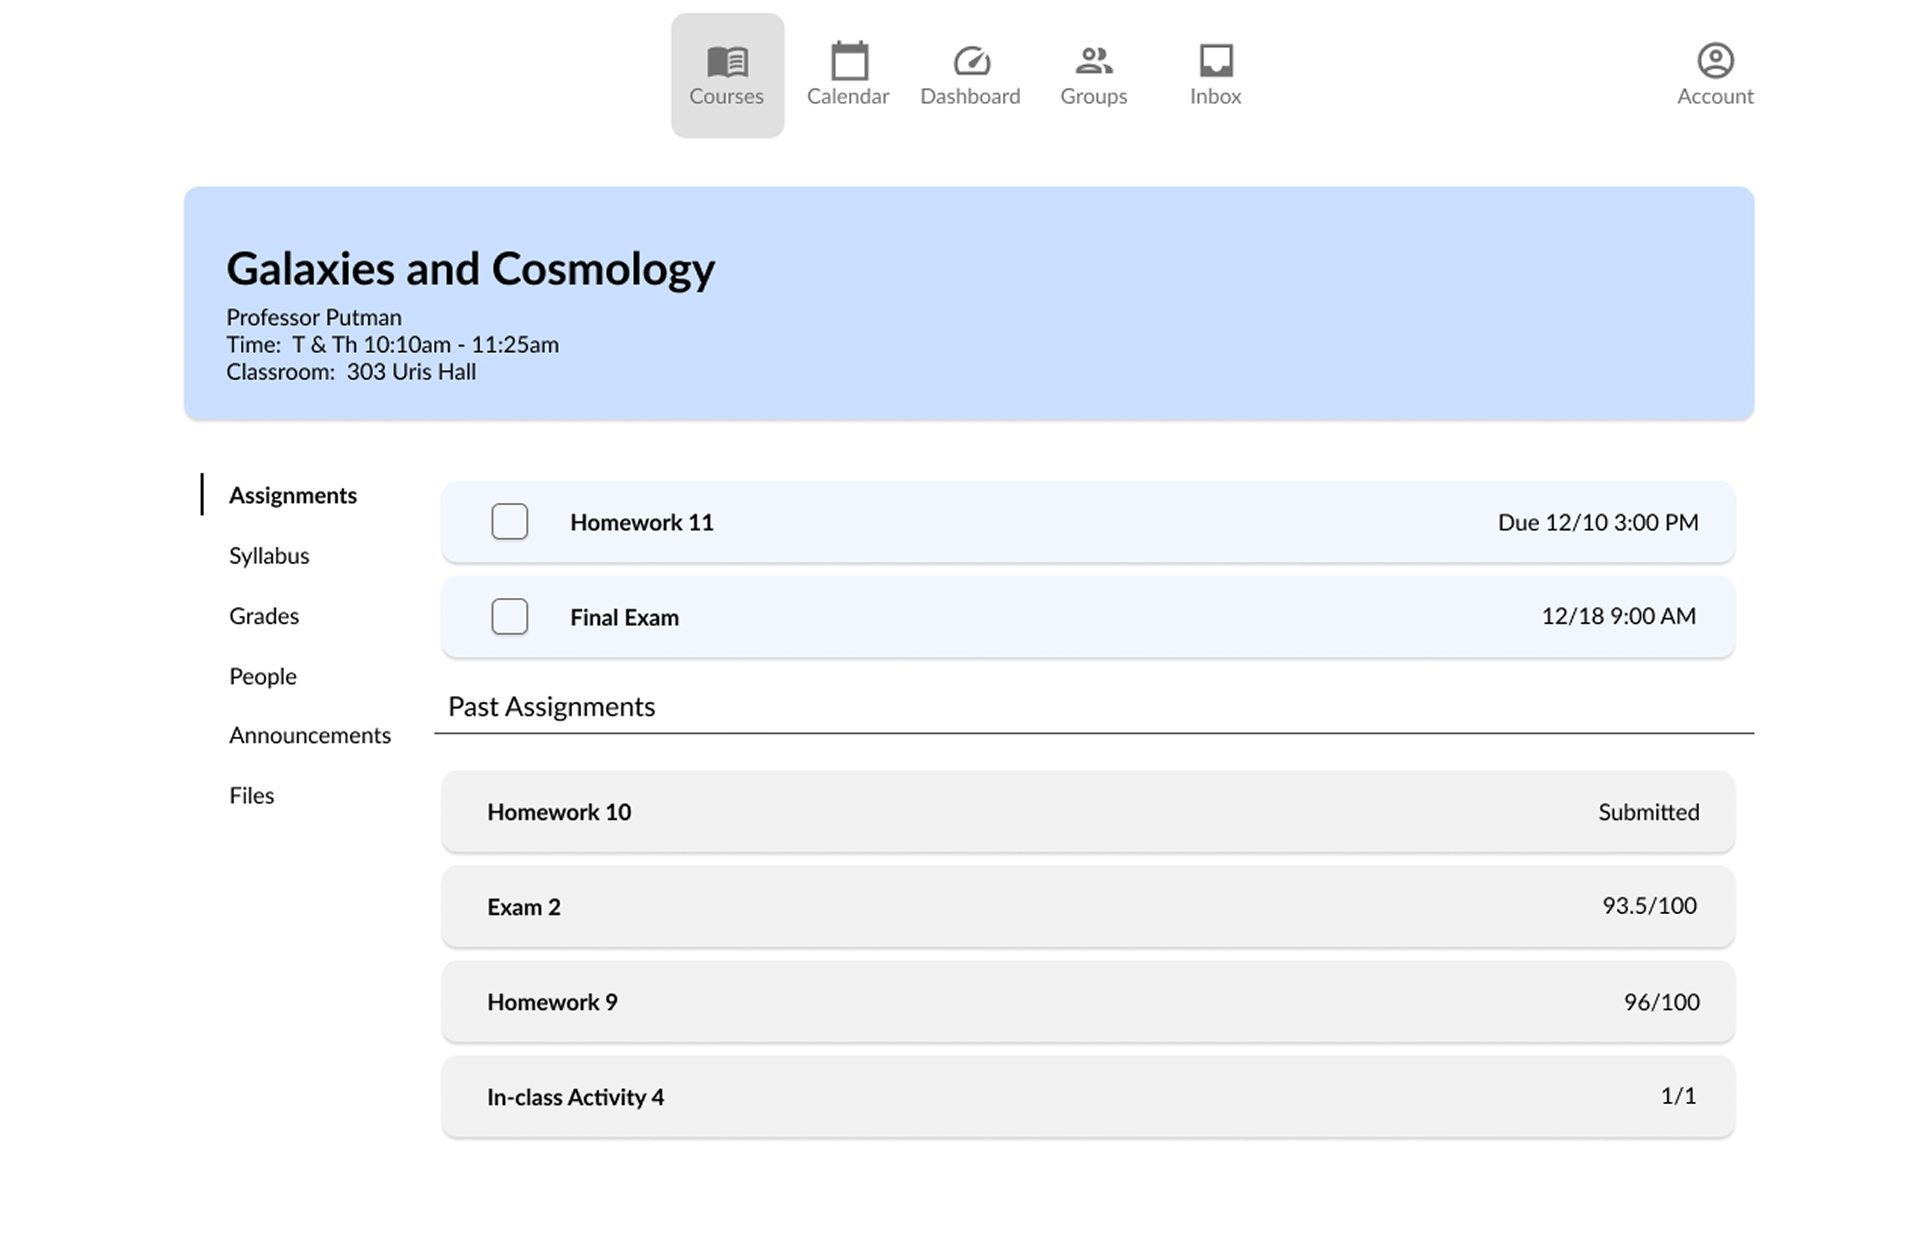 Courses
Calendar
Dashboard
Groups
Inbox
Account
Galaxies and Cosmology
Professor Putman
Time: T & Th 10:10am - 11:25am
Classroom: 303 Uris Hall
Assignments
Syllabus
Grades
People
Announcements
Files
Homework 11 Due 12/10 3:00 PM
Final Exam 12/18 9:00 AM
Past Assignments
Homework 10 Submitted
Exam 2 93.5/100
Homework 9 96/100
In-class Activity 4 1/1